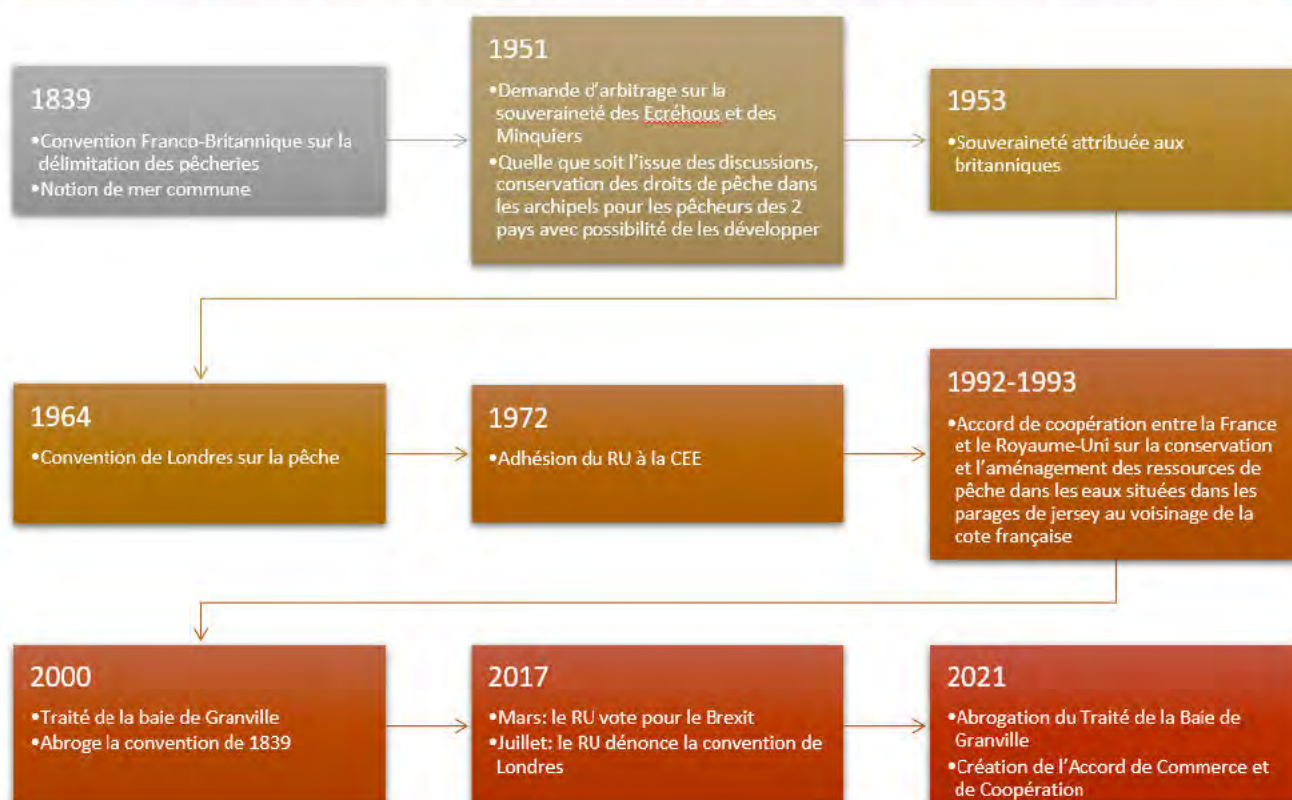 1839
•Convention Franco-Britannique sur la
délimitation des pêcheries
•Notion de mer commune
1951
•Demande d'arbitrage sur la
souveraineté des Ecréhous et des
Minquiers
•Quelle que soit l'issue des discussions,
conservation des droits de pêche dans
les archipels pour les pêcheurs des 2
pays avec possibilité de les développer
1953
•Souveraineté attribuée aux
britanniques
1964
•Convention de Londres sur la pêche
1972
•Adhésion du RU à la CEE
1992-1993
•Accord de coopération entre la France
et le Royaume-Uni sur la conservation
et l'aménagement des ressources de
pêche dans les eaux situées dans les
parages de jersey au voisinage de la
cote française
2000
•Traité de la baie de Granville
•Abroge la convention de 1839
2017
•Mars: le RU vote pour le Brexit
•Juillet: le RU dénonce la convention de
Londres
2021
•Abrogation du Traité de la Baie de
Granville
•Création de l'Accord de Commerce et
de Coopération